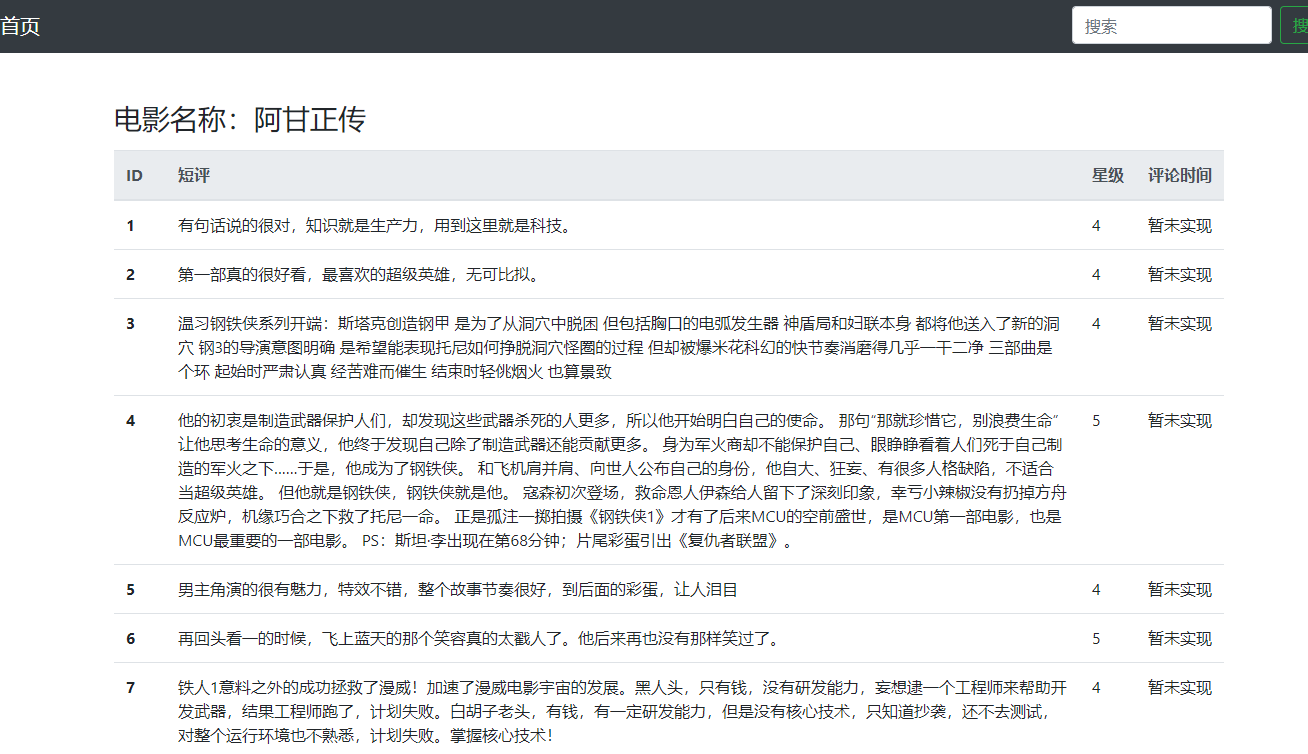 首页
搜索
搜
电影名称：阿甘正传
ID 短评 星级 评论时间
1 有句话说的很对，知识就是生产力，用到这里就是科技。 4 暂未实现
2 第一部真的很好看，最喜欢的超级英雄，无可比拟。 4 暂未实现
3 温习钢铁侠系列开端：斯塔克创造钢甲 是为了从洞穴中脱困 但包括胸口的电弧发生器 神盾局和妇联本身 都将他送入了新的洞 4 暂未实现
穴 钢3的导演意图明确 是希望能表现托尼如何挣脱洞穴怪圈的过程 但却被爆米花科幻的快节奏消磨得几乎一干二净 三部曲是
个环 起始时严肃认真 经苦难而催生 结束时轻佻烟火 也算景致
4 他的初衷是制造武器保护人们，却发现这些武器杀死的人更多，所以他开始明白自己的使命。 那句“那就珍惜它，别浪费生命” 5 暂未实现
让他思考生命的意义，他终于发现自己除了制造武器还能贡献更多。 身为军火商却不能保护自己、眼睁睁看着人们死于自己制
造的军火之下……于是，他成为了钢铁侠。 和飞机肩并肩、向世人公布自己的身份，他自大、狂妄、有很多人格缺陷，不适合
当超级英雄。 但他就是钢铁侠，钢铁侠就是他。 寇森初次登场，救命恩人伊森给人留下了深刻印象，幸亏小辣椒没有扔掉方舟
反应炉，机缘巧合之下救了托尼一命。 正是孤注一掷拍摄《钢铁侠1》才有了后来MCU的空前盛世，是MCU第一部电影，也是
MCU最重要的一部电影。 PS：斯坦·李出现在第68分钟；片尾彩蛋引出《复仇者联盟》。
5 男主角演的很有魅力，特效不错，整个故事节奏很好，到后面的彩蛋，让人泪目 4 暂未实现
6 再回头看一的时候，飞上蓝天的那个笑容真的太戳人了。他后来再也没有那样笑过了。 5 暂未实现
7 铁人1意料之外的成功拯救了漫威！加速了漫威电影宇宙的发展。黑人头，只有钱，没有研发能力，妄想逮一个工程师来帮助开 4 暂未实现
发武器，结果工程师跑了，计划失败。白胡子老头，有钱，有一定研发能力，但是没有核心技术，只知道抄袭，还不去测试，
对整个运行环境也不熟悉，计划失败。掌握核心技术！